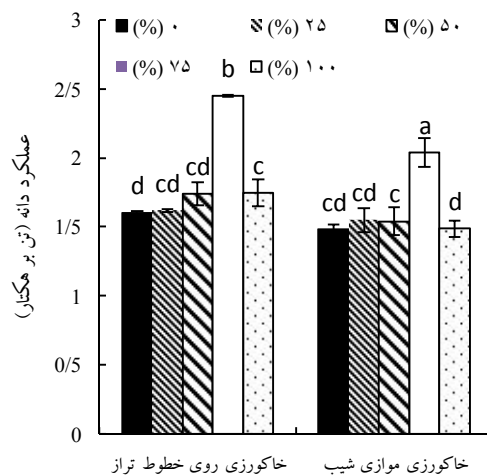 (%) ۰ (%) ۲۵ (%) ۵۰
(%) ۷۵ (%) ۱۰۰
عملکرد دانه (تن بر هکتار)
3
2/5
2
1/5
1
0/5
0
d cd cd b c
cd cd c a d
خاکورزی روی خطوط تراز
خاکورزی موازی شیب